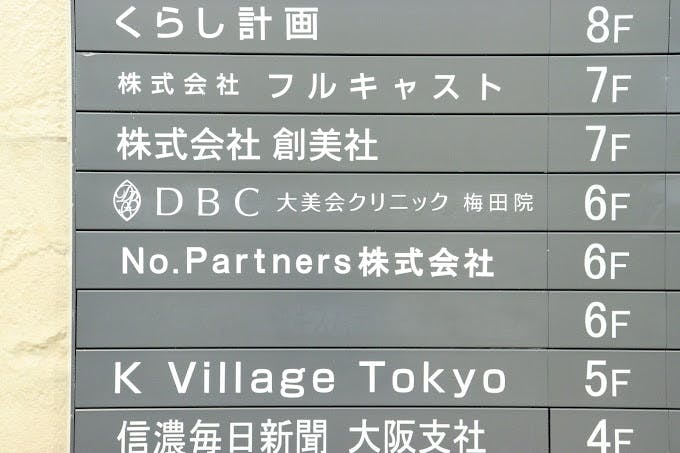 くらし計画 8F
株式会社 フルキャスト 7F
株式会社 創美社 7F
DBC 大美会クリニック 梅田院 6F
No.Partners株式会社 6F
6F
K Village Tokyo 5F
信濃毎日新聞 大阪支社 4F